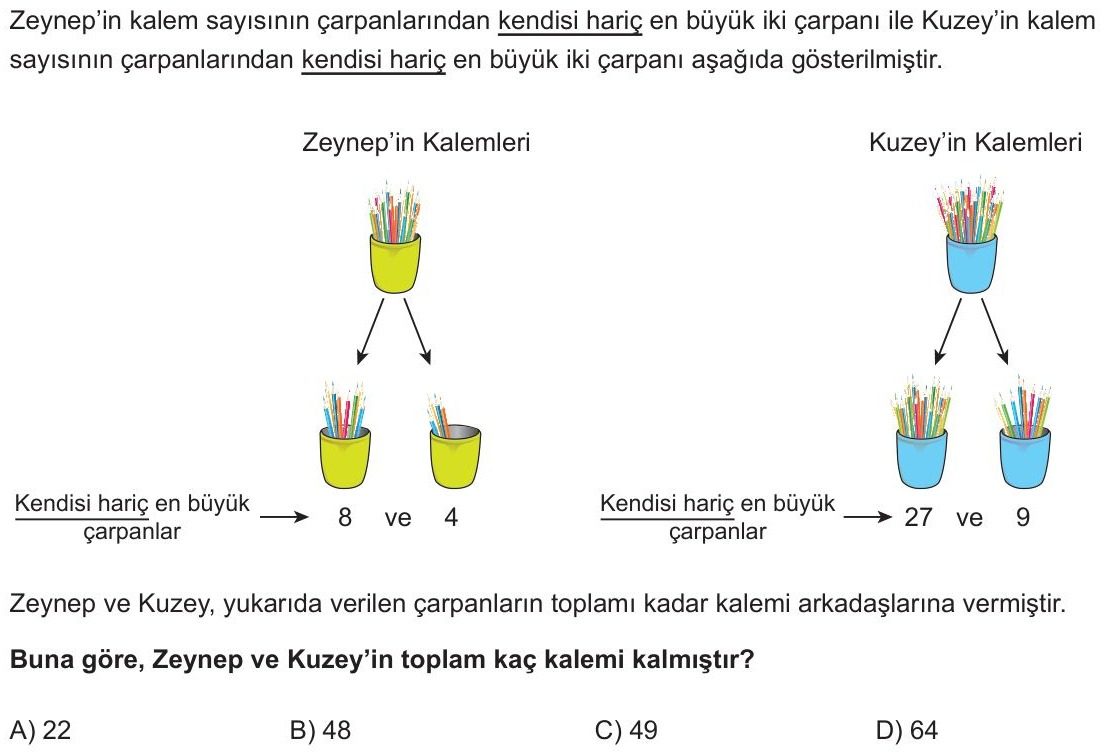 Zeynep’in kalem sayısının çarpanlarından kendisi hariç en büyük iki çarpanı ile Kuzey’in kalem
sayısının çarpanlarından kendisi hariç en büyük iki çarpanı aşağıda gösterilmiştir.
Zeynep’in Kalemleri
Kuzey’in Kalemleri
Kendisi hariç en büyük
çarpanlar
8 ve 4
Kendisi hariç en büyük
çarpanlar
27 ve 9
Zeynep ve Kuzey, yukarıda verilen çarpanların toplamı kadar kalemi arkadaşlarına vermiştir.
Buna göre, Zeynep ve Kuzey’in toplam kaç kalemi kalmıştır?
A) 22 B) 48 C) 49 D) 64